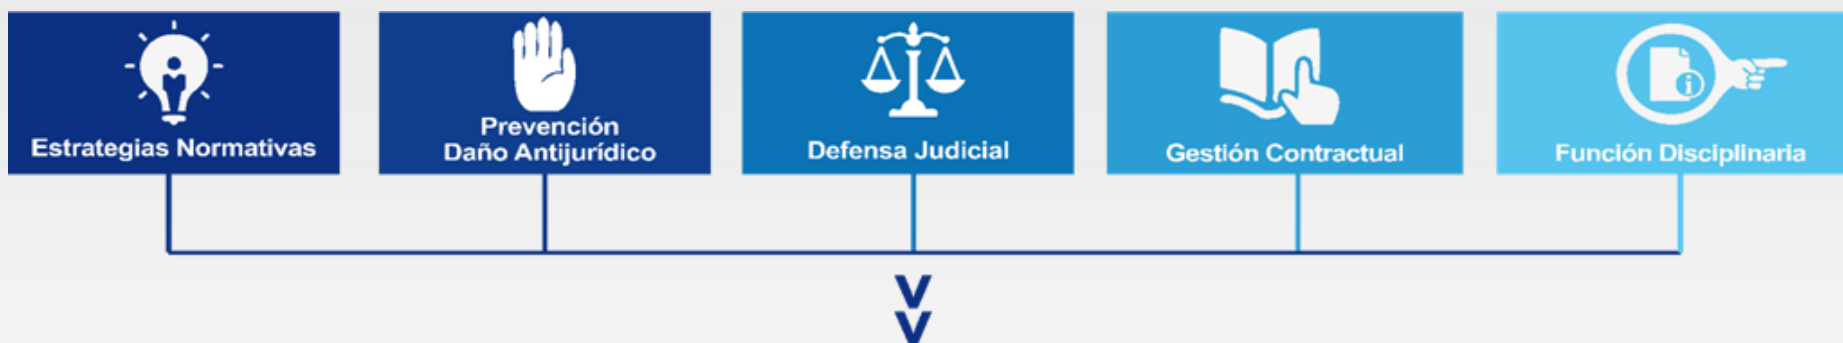 Estrategias Normativas
Prevención
Daño Antijurídico
Defensa Judicial
Gestión Contractual
Función Disciplinaria